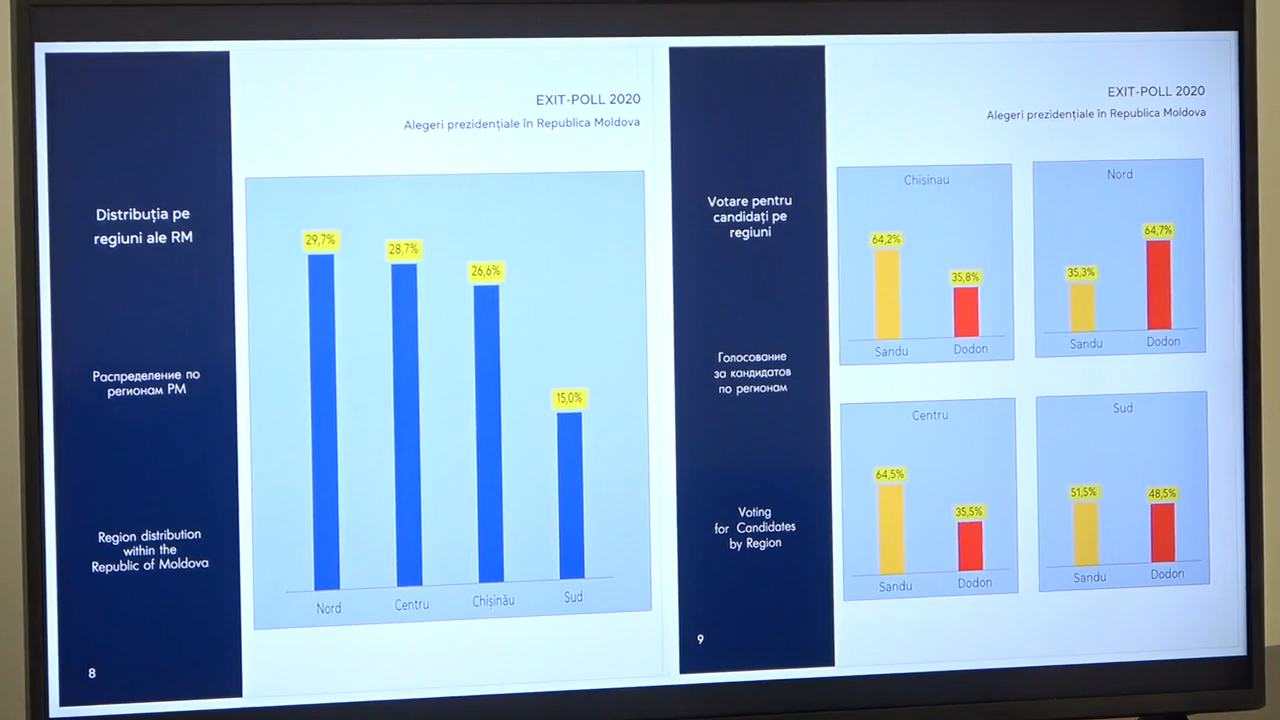 EXIT-POLL 2020
Alegeri prezidențiale în Republica Moldova
Distribuția pe
regiuni ale RM
Распределение по
регионам РМ
Region distribution
within the
Republic of Moldova
8
29,7%
28,7%
26,6%
15,0%
Nord
Centru
Chișinău
Sud
EXIT-POLL 2020
Alegeri prezidențiale în Republica Moldova
Votare pentru
candidați pe
regiuni
Голосование
за кандидатов
по регионам
Voting
for Candidates
by Region
9
Chisinau
64,2%
35,8%
Sandu
Dodon
Nord
35,3%
64,7%
Sandu
Dodon
Centru
64,5%
35,5%
Sandu
Dodon
Sud
51,5%
48,5%
Sandu
Dodon